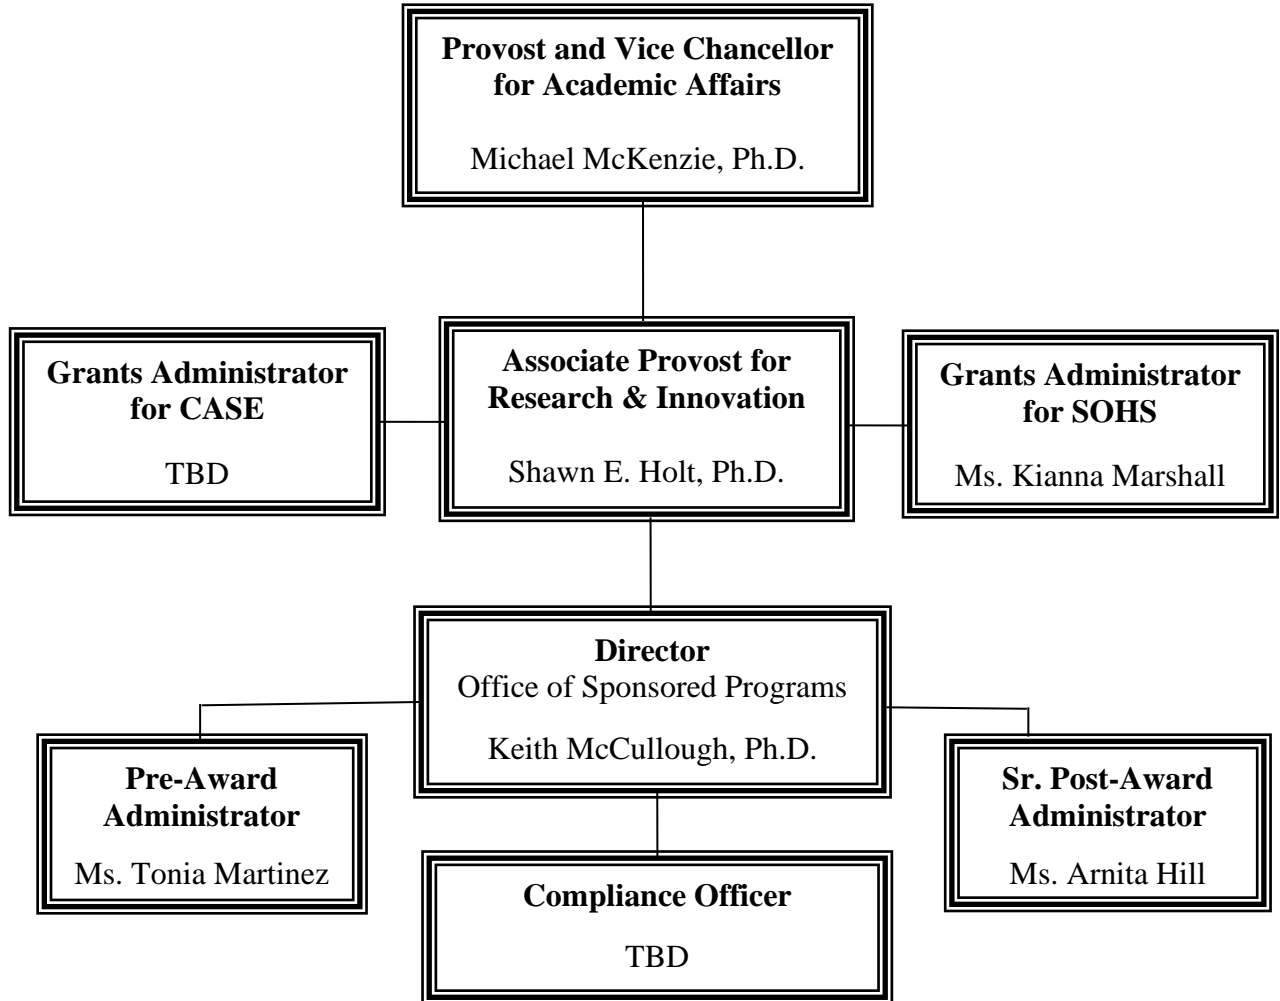 Provost and Vice Chancellor
for Academic Affairs
Michael McKenzie, Ph.D.
Grants Administrator
for CASE
TBD
Associate Provost for
Research & Innovation
Shawn E. Holt, Ph.D.
Grants Administrator
for SOHS
Ms. Kianna Marshall
Director
Office of Sponsored Programs
Keith McCullough, Ph.D.
Pre-Award
Administrator
Ms. Tonia Martinez
Compliance Officer
TBD
Sr. Post-Award
Administrator
Ms. Arnita Hill